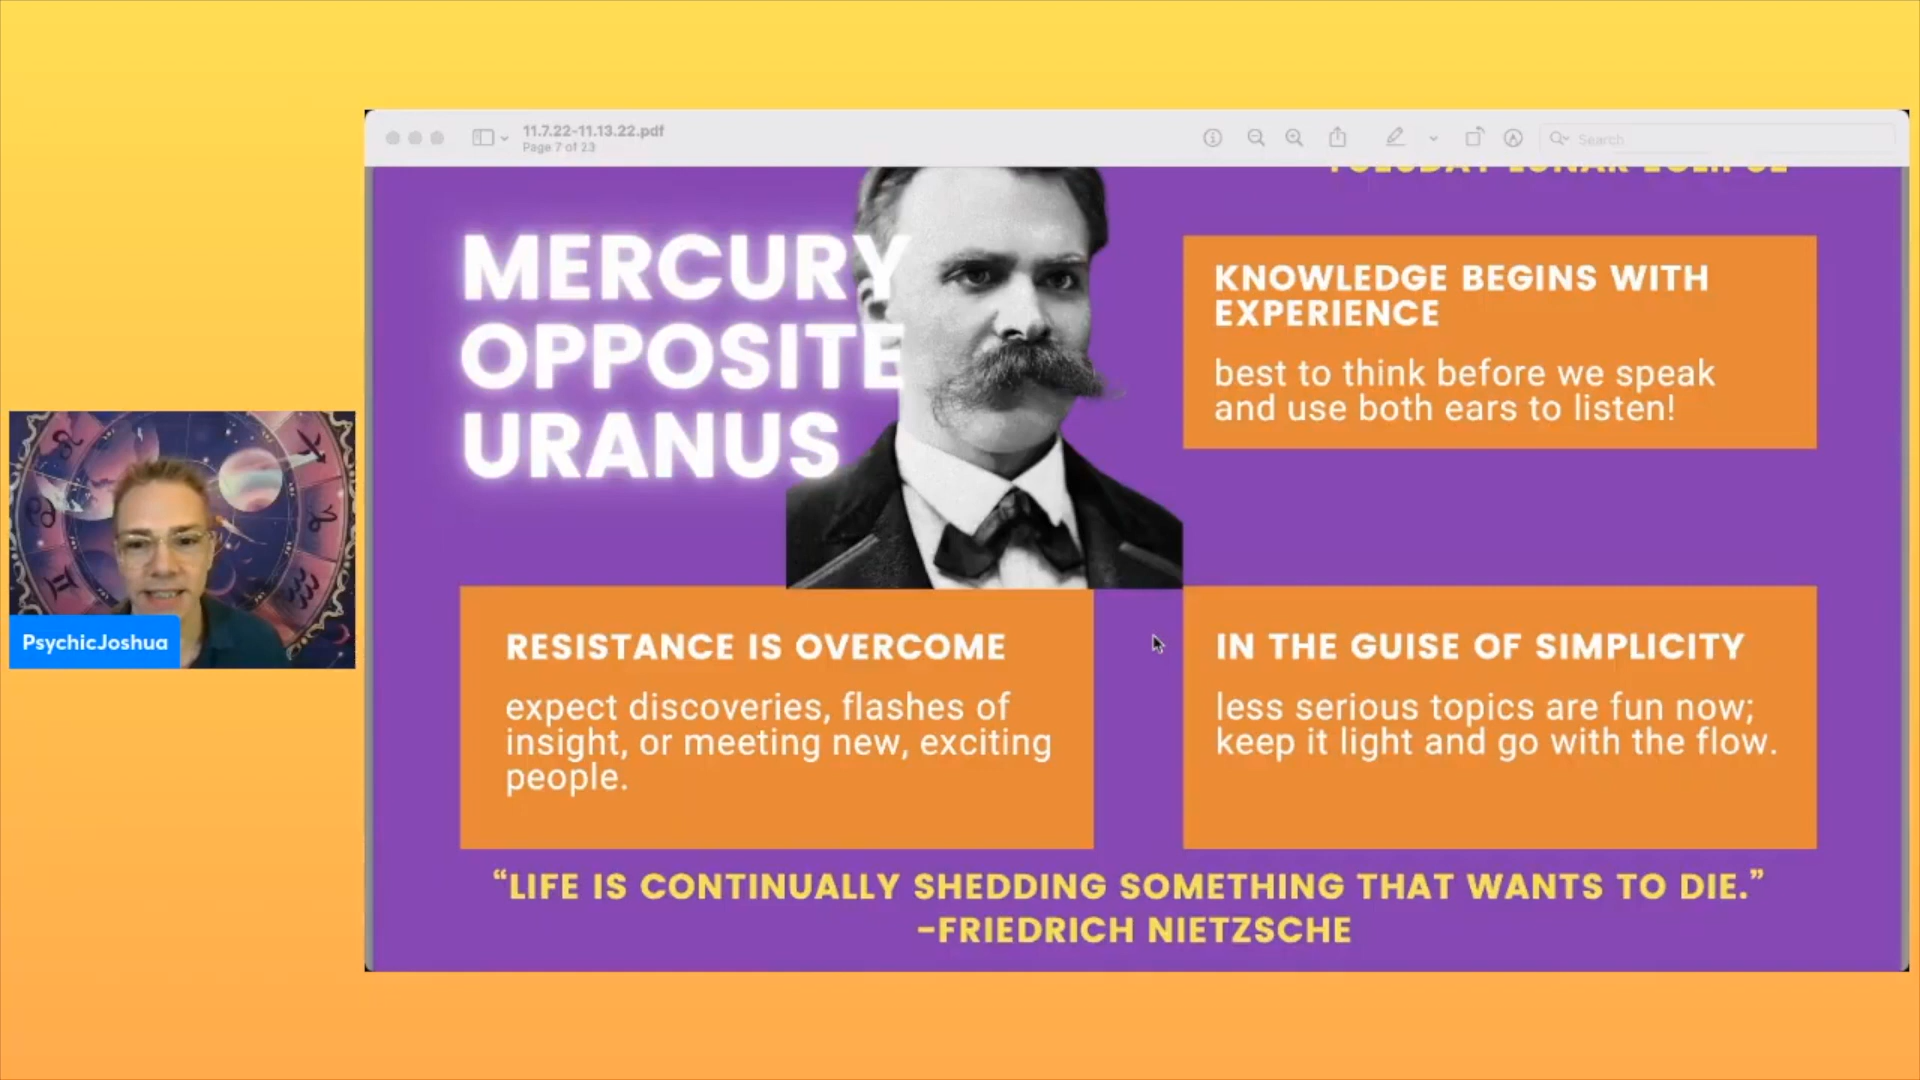 11.7.22-11.13.22.pdf
Page 7 of 23
Search
TUESDAY LUNAR ECLIPSE
MERCURY
OPPOSITE
URANUS
KNOWLEDGE BEGINS WITH
EXPERIENCE
best to think before we speak
and use both ears to listen!
PsychicJoshua
RESISTANCE IS OVERCOME
expect discoveries, flashes of
insight, or meeting new, exciting
people.
IN THE GUISE OF SIMPLICITY
less serious topics are fun now;
keep it light and go with the flow.
“LIFE IS CONTINUALLY SHEDDING SOMETHING THAT WANTS TO DIE.”
-FRIEDRICH NIETZSCHE